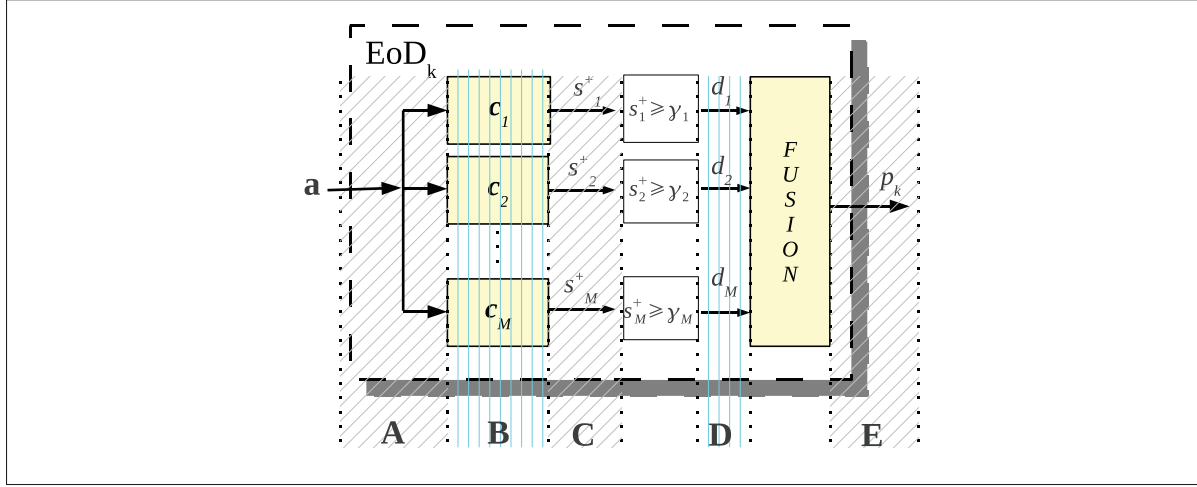 EoD_k
a
c_1
s^+_1
s^+_1 ⩾ γ_1
d_1
c_2
s^+_2
s^+_2 ⩾ γ_2
d_2
⋮
c_M
s^+_M
s^+_M ⩾ γ_M
d_M
F
U
S
I
O
N
p_k
A B C D E